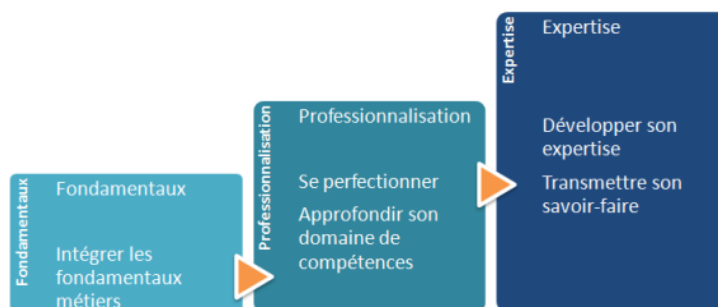 Fondamentaux
Fondamentaux
Intégrer les
fondamentaux
métiers
Professionnalisation
Professionnalisation
Se perfectionner
Approfondir son
domaine de
compétences
Expertise
Expertise
Développer son
expertise
Transmettre son
savoir-faire